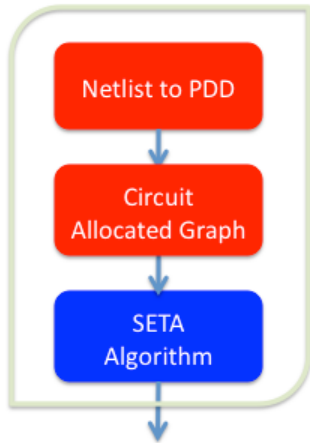 Netlist to PDD
Circuit
Allocated Graph
SETA
Algorithm